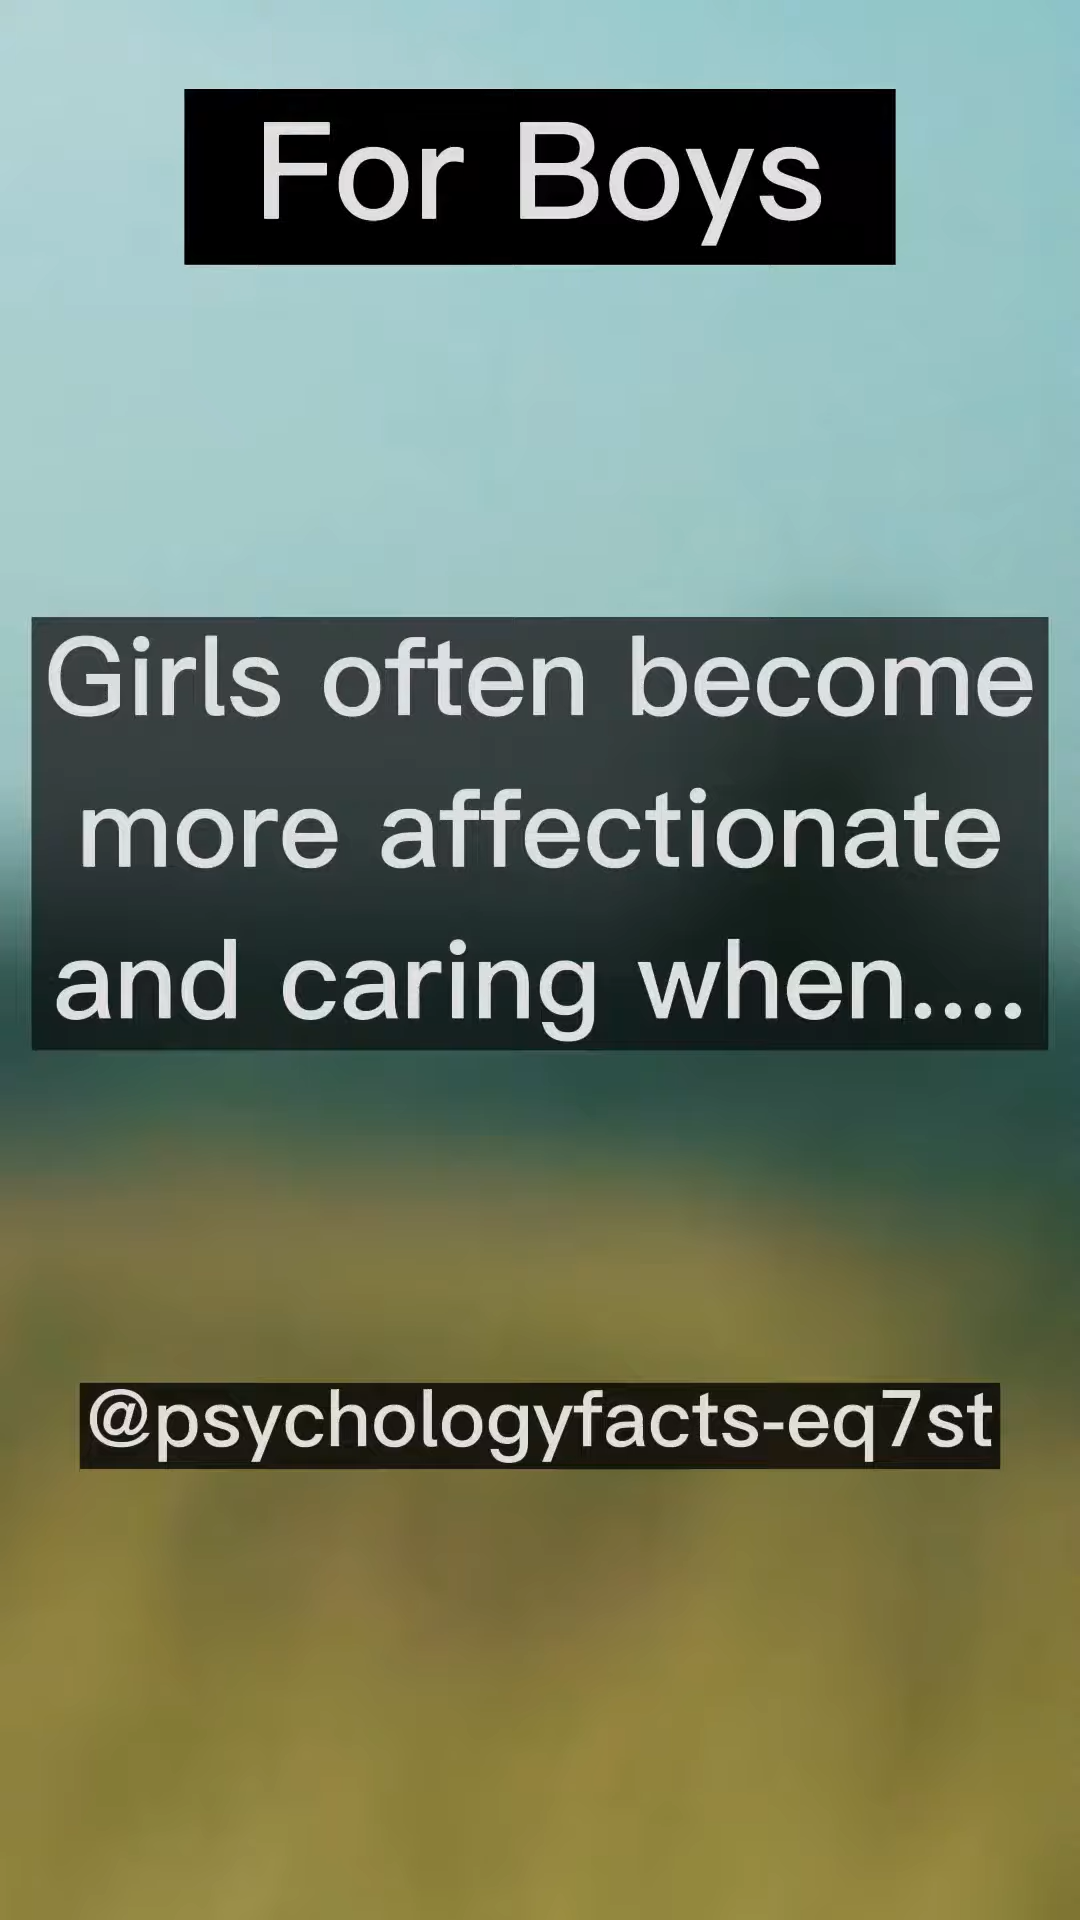 For Boys
Girls often become
more affectionate
and caring when....
@psychologyfacts-eq7st